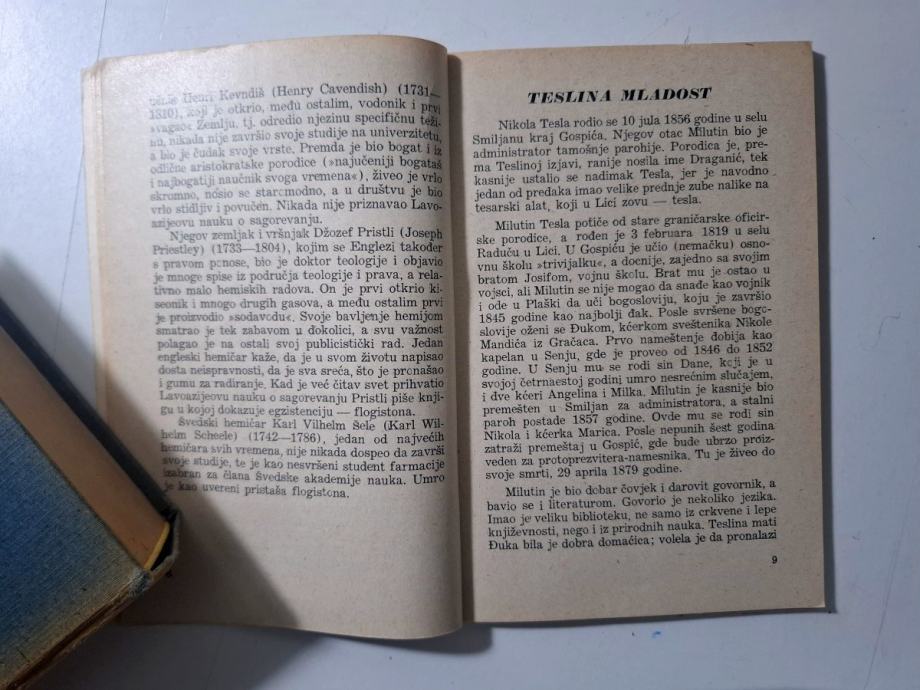 Henri Kevndiš (Henry Cavendish) (1731—
1810), koji je otkrio, među ostalim, vodonik i prvi
»vagao« Zemlju, tj. odredio njezinu specifičnu teži-
nu, nikada nije završio svoje studije na univerzitetu,
a bio je čudak svoje vrste. Premda je bio bogat i iz
odlične aristokratske porodice (»najučeniji bogataš
i najbogatiji naučnik svoga vremena«), živeo je vrlo
skromno, nosio se staromodno, a u društvu je bio
vrlo stidljiv i povučen. Nikada nije priznavao Lavo-
azijeovu nauku o sagorevanju.
Njegov zemljak i vršnjak Džozef Pristli (Joseph
Priestley) (1733—1804), kojim se Englezi također
s pravom ponose, bio je doktor teologije i objavio
je mnoge spise iz područja teologije i prava, a rela-
tivno malo hemiskih radova. On je prvi otkrio ki-
seonik i mnogo drugih gasova, a među ostalim prvi
je proizvodio »sodavodu«. Svoje bavljenje hemijom
smatrao je tek zabavom u dokolici, a svu važnost
polagao je na ostali svoj publicistički rad. Jedan
engleski hemičar kaže, da je u svom životu napisao
dosta neispravnosti, da je sva sreća, što je pronašao
i gumu za radiranje. Kad je već čitav svet prihvatio
Lavoazijeovu nauku o sagorevanju Pristli piše knji-
gu u kojoj dokazuje egzistenciju — flogistona.
Švedski hemičar Karl Vilhelm Šele (Karl Wil-
helm Scheele) (1742—1786), jedan od najvećih
hemičara svih vremena, nije nikada dospeo da završi
svoje studije, te je kao nesvršeni student farmacije
izabran za člana Švedske akademije nauka. Umro
je kao uvereni pristaša flogistona.
TESLINA MLADOST
Nikola Tesla rodio se 10 jula 1856 godine u selu
Smiljanu kraj Gospića. Njegov otac Milutin bio je
administrator tamošnje parohije. Porodica je, pre-
ma Teslinoj izjavi, ranije nosila ime Draganić, tek
kasnije ustalio se nadimak Tesla, jer je navodno
jedan od predaka imao velike prednje zube nalike na
tesarski alat, koji u Lici zovu — tesla.
Milutin Tesla potiče od stare graničarske oficir-
ske porodice, a rođen je 3 februara 1819 u selu
Raduču u Lici. U Gospiću je učio (nemačku) osno-
vnu školu »trivijalku«, a docnije, zajedno sa svojim
bratom Josifom, vojnu školu. Brat mu je ostao u
vojsci, ali Milutin se nije mogao da snađe kao vojnik
i ode u Plaški da uči bogosloviju, koju je završio
1845 godine kao najbolji đak. Posle svršene bogo-
slovije oženi se Đukom, kćerkom sveštenika Nikole
Mandića iz Gračaca. Prvo nameštenje dobija kao
kapelan u Senju, gde je proveo od 1846 do 1852
godine. U Senju mu se rodi sin Dane, koji je u
svojoj četrnaestoj godini umro nesrećnim slučajem,
i dve kćeri Angelina i Milka. Milutin je kasnije bio
premešten u Smiljan za administratora, a stalni
paroh postade 1857 godine. Ovde mu se rodi sin
Nikola i kćerka Marica. Posle nepunih šest godina
zatraži premeštaj u Gospić, gde bude ubrzo proiz-
veden za protoprezvitera-namesnika. Tu je živeo do
svoje smrti, 29 aprila 1879 godine.
Milutin je bio dobar čovjek i darovit govornik, a
bavio se i literaturom. Govorio je nekoliko jezika.
Imao je veliku biblioteku, ne samo iz crkvene i lepe
književnosti, nego i iz prirodnih nauka. Teslina mati
Đuka bila je dobra domaćica; volela je da pronalazi
9